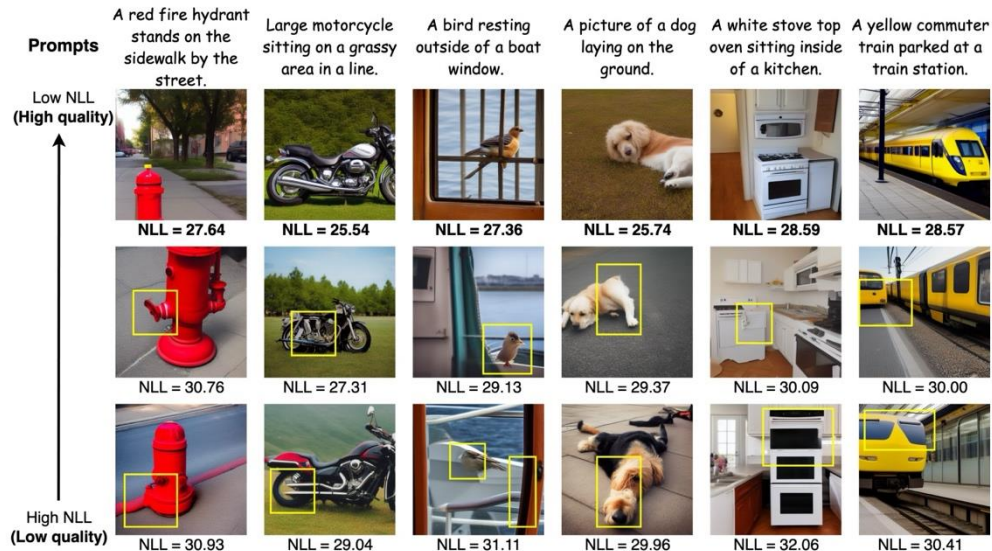 Prompts
A red fire hydrant
stands on the
sidewalk by the
street.
Large motorcycle
sitting on a grassy
area in a line.
A bird resting
outside of a boat
window.
A picture of a dog
laying on the
ground.
A white stove top
oven sitting inside
of a kitchen.
A yellow commuter
train parked at a
train station.
Low NLL
(High quality)
NLL = 27.64
NLL = 25.54
NLL = 27.36
NLL = 25.74
NLL = 28.59
NLL = 28.57
NLL = 30.76
NLL = 27.31
NLL = 29.13
NLL = 29.37
NLL = 30.09
NLL = 30.00
High NLL
(Low quality)
NLL = 30.93
NLL = 29.04
NLL = 31.11
NLL = 29.96
NLL = 32.06
NLL = 30.41